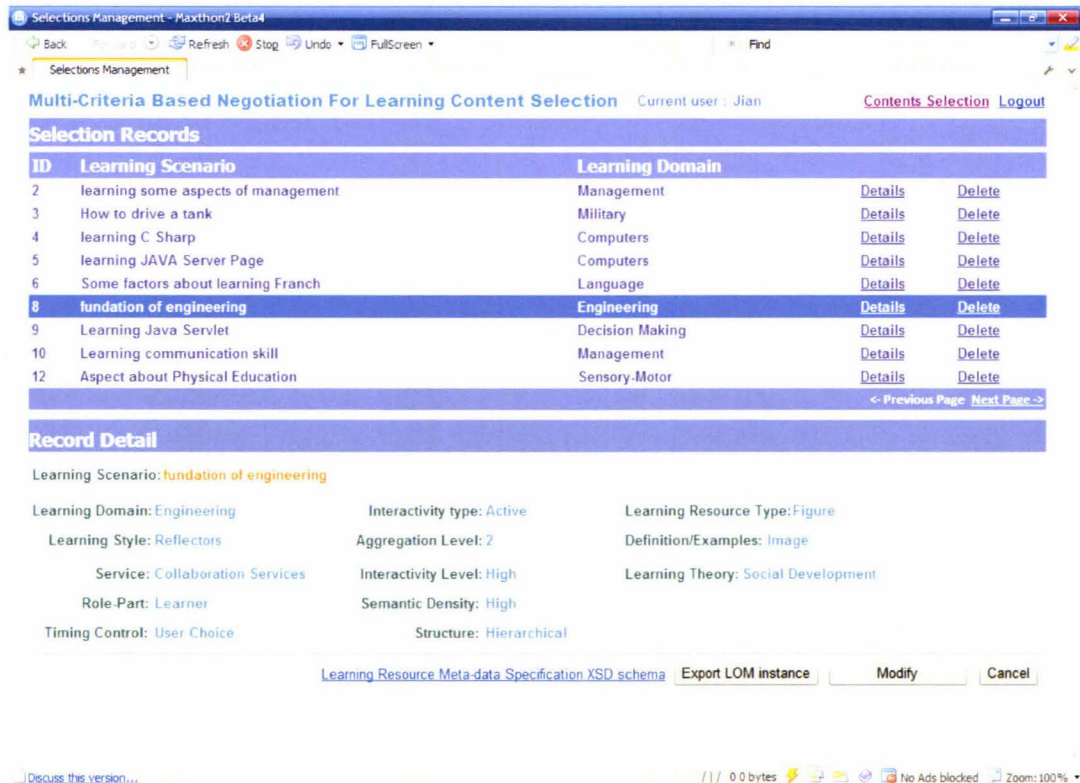 Selections Management - Maxthon2 Beta4
Back Forward Refresh Stop Undo FullScreen Find
Selections Management
Multi-Criteria Based Negotiation For Learning Content Selection Current user : Jian Contents Selection Logout
Selection Records
ID Learning Scenario Learning Domain
2 learning some aspects of management Management Details Delete
3 How to drive a tank Military Details Delete
4 learning C Sharp Computers Details Delete
5 learning JAVA Server Page Computers Details Delete
6 Some factors about learning Franch Language Details Delete
8 fundation of engineering Engineering Details Delete
9 Learning Java Servlet Decision Making Details Delete
10 Learning communication skill Management Details Delete
12 Aspect about Physical Education Sensory-Motor Details Delete
<- Previous Page Next Page ->
Record Detail
Learning Scenario: fundation of engineering
Learning Domain: Engineering Interactivity type: Active Learning Resource Type: Figure
Learning Style: Reflectors Aggregation Level: 2 Definition/Examples: Image
Service: Collaboration Services Interactivity Level: High Learning Theory: Social Development
Role-Part: Learner Semantic Density: High
Timing Control: User Choice Structure: Hierarchical
Learning Resource Meta-data Specification XSD schema Export LOM instance Modify Cancel
Discuss this version... 0.0 bytes No Ads blocked Zoom:100%